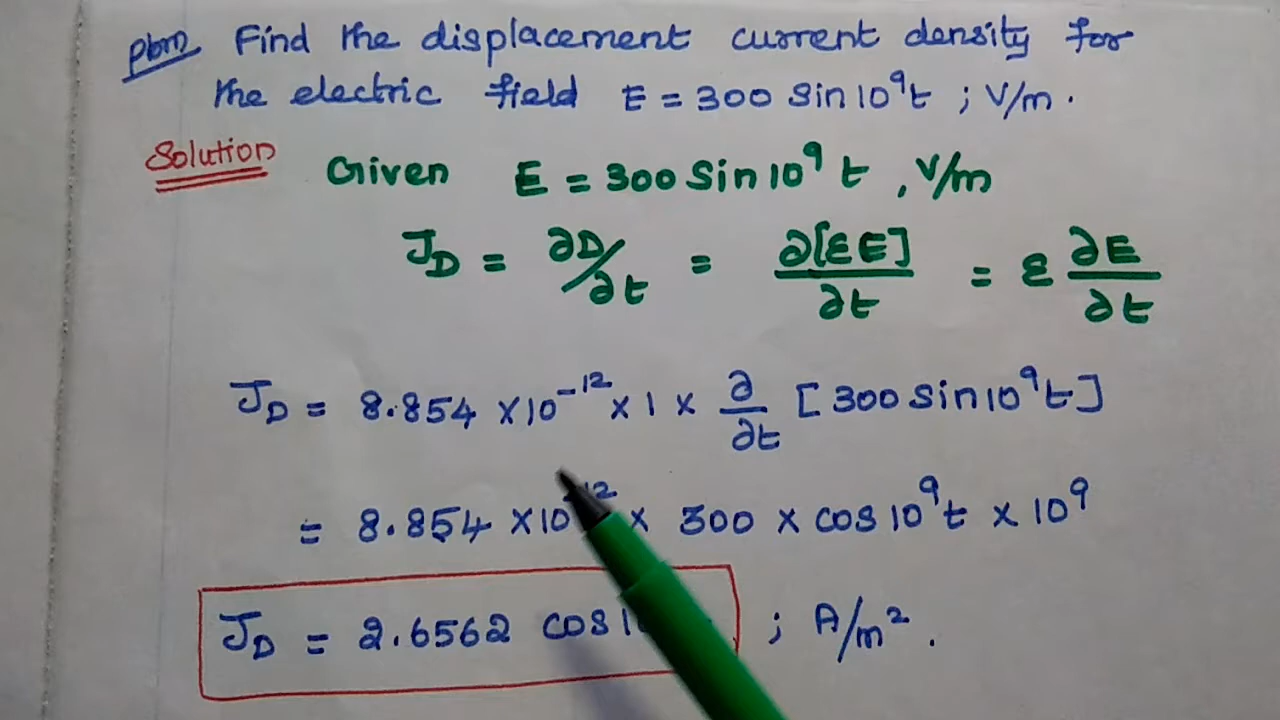 Pbm Find the displacement current density for
the electric field E = 300 Sin 10⁹t ; V/m.
Solution Given E = 300 Sin 10⁹ t , V/m
J_D = ∂D/∂t = ∂[εE]/∂t = ε ∂E/∂t
J_D = 8.854 × 10⁻¹² × 1 × ∂/∂t [300 sin 10⁹t]
= 8.854 × 10⁻¹² × 300 × cos 10⁹t × 10⁹
J_D = 2.6562 cos ; A/m².